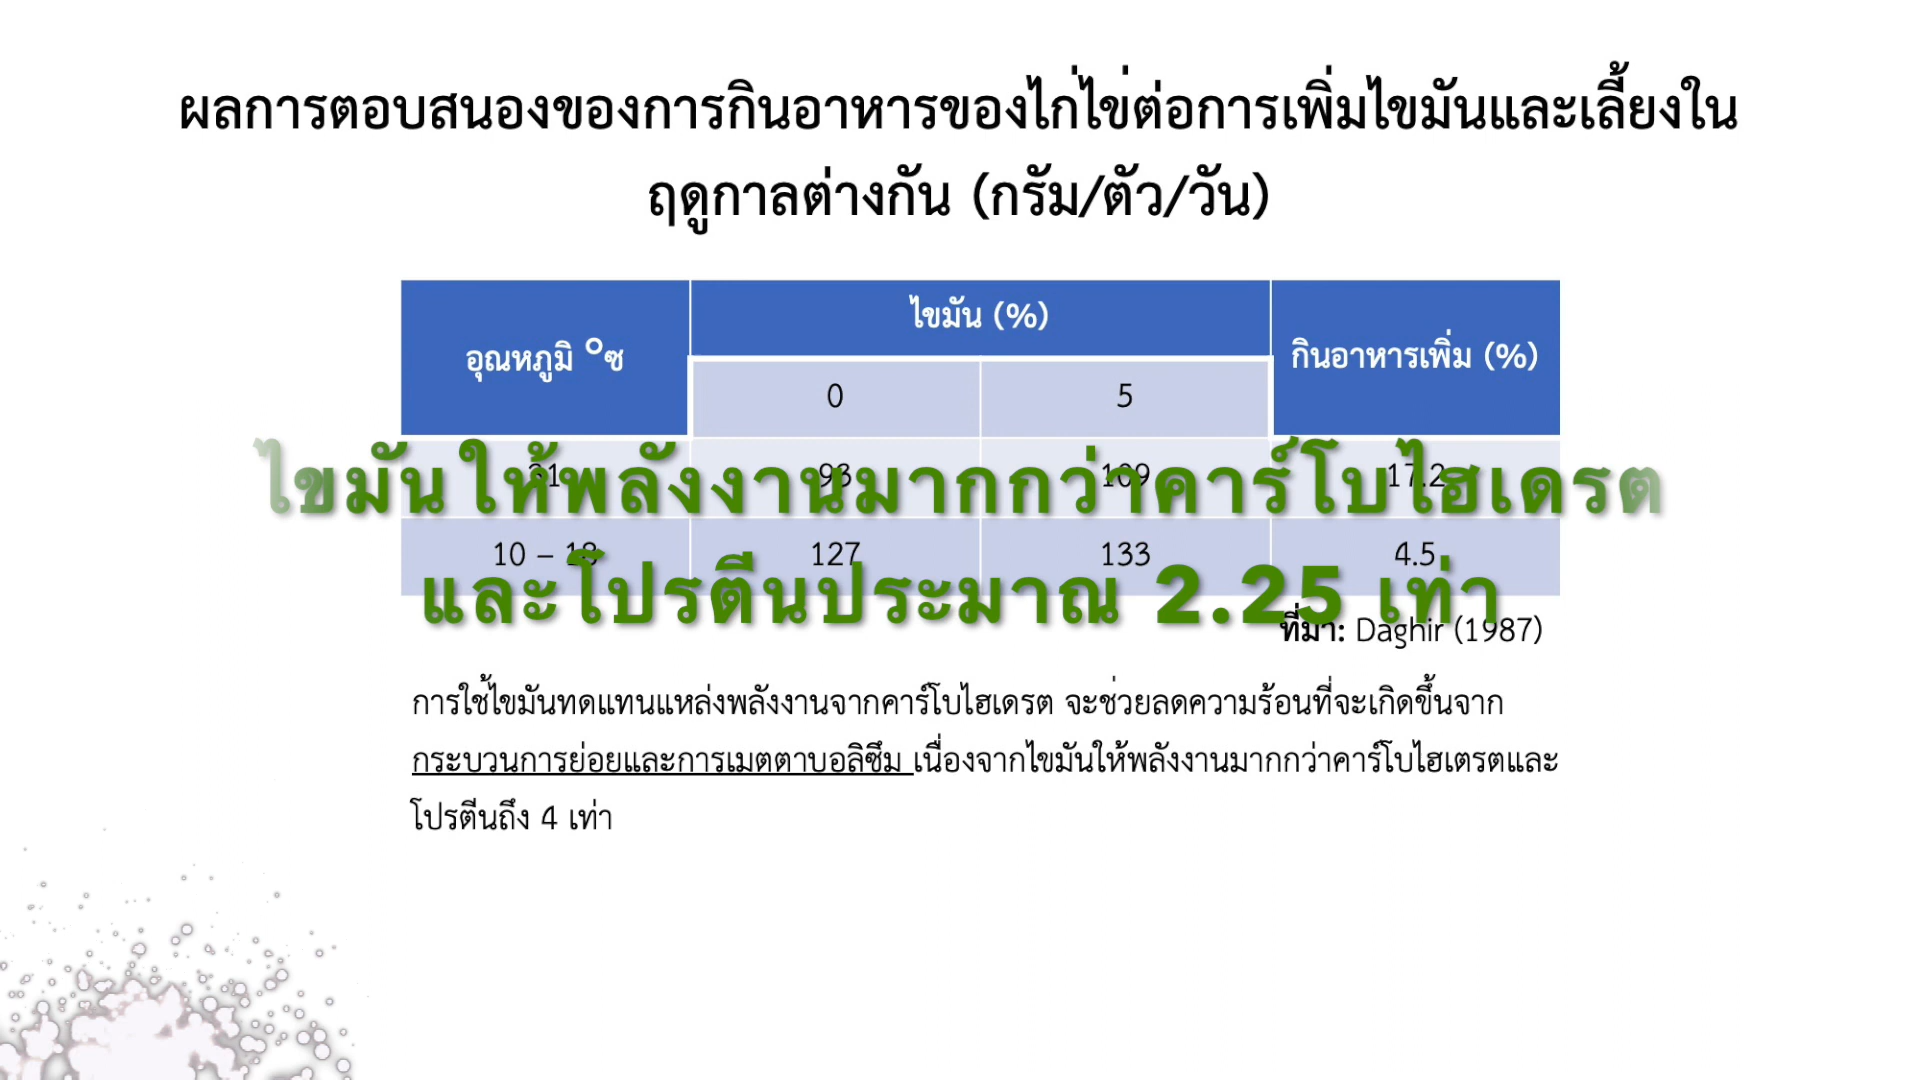 ผลการตอบสนองของการกินอาหารของไก่ไข่ต่อการเพิ่มไขมันและเลี้ยงใน
ฤดูกาลต่างกัน (กรัม/ตัว/วัน)
อุณหภูมิ °ซ
ไขมัน (%)
กินอาหารเพิ่ม (%)
0
5
31 93 109 17.2
ไขมันให้พลังงานมากกว่าคาร์โบไฮเดรต
10 – 18 127 133 4.5
และโปรตีนประมาณ 2.25 เท่า
ที่มา: Daghir (1987)
การใช้ไขมันทดแทนแหล่งพลังงานจากคาร์โบไฮเดรต จะช่วยลดความร้อนที่จะเกิดขึ้นจาก
กระบวนการย่อยและการเมตตาบอลิซึม เนื่องจากไขมันให้พลังงานมากกว่าคาร์โบไฮเตรตและ
โปรตีนถึง 4 เท่า